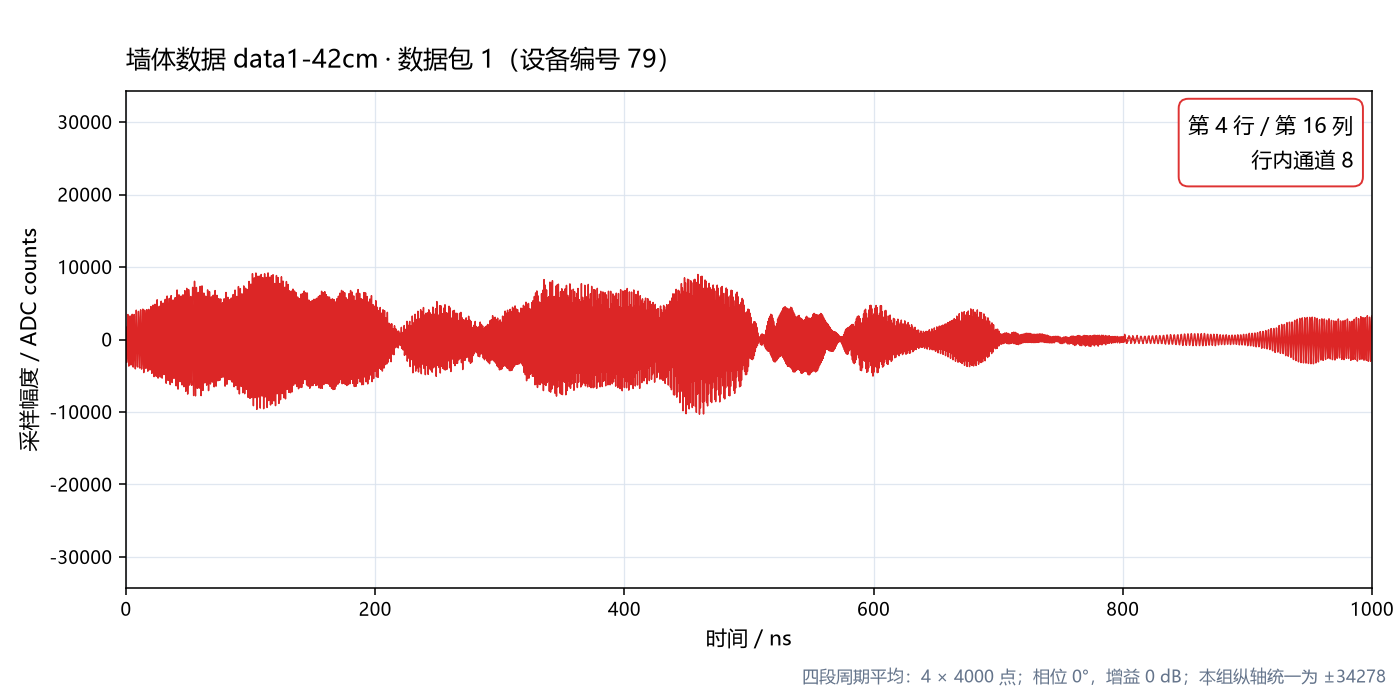 墙体数据 data1-42cm · 数据包 1（设备编号 79）
第 4 行 / 第 16 列
行内通道 8
30000
20000
10000
0
-10000
-20000
-30000
采样幅度 / ADC counts
0 200 400 600 800 1000
时间 / ns
四段周期平均：4 × 4000 点；相位 0°，增益 0 dB；本组纵轴统一为 ±34278